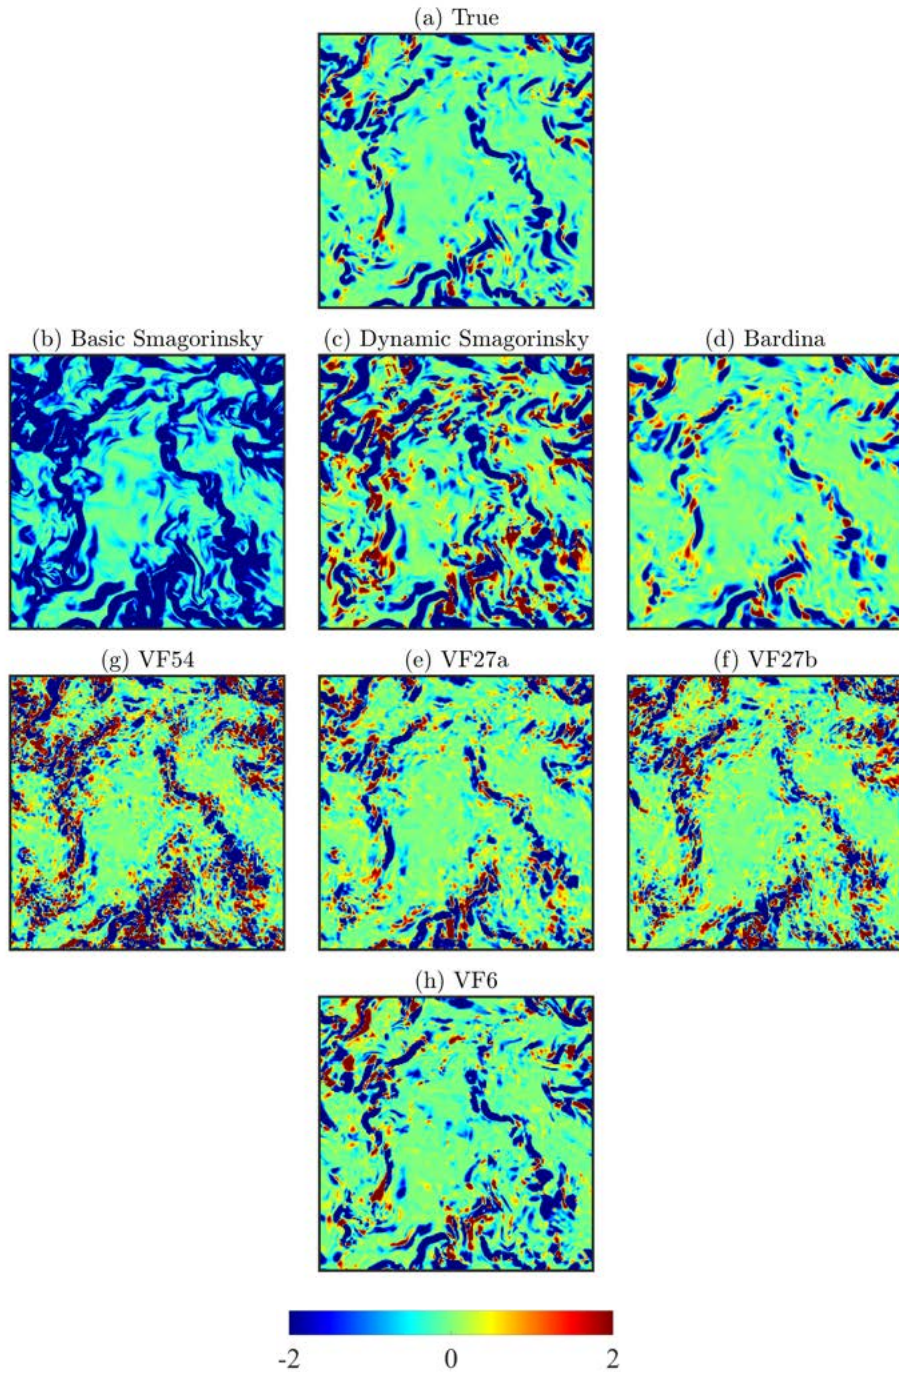 (a) True
(b) Basic Smagorinsky
(c) Dynamic Smagorinsky
(d) Bardina
(g) VF54
(e) VF27a
(f) VF27b
(h) VF6
-2
0
2